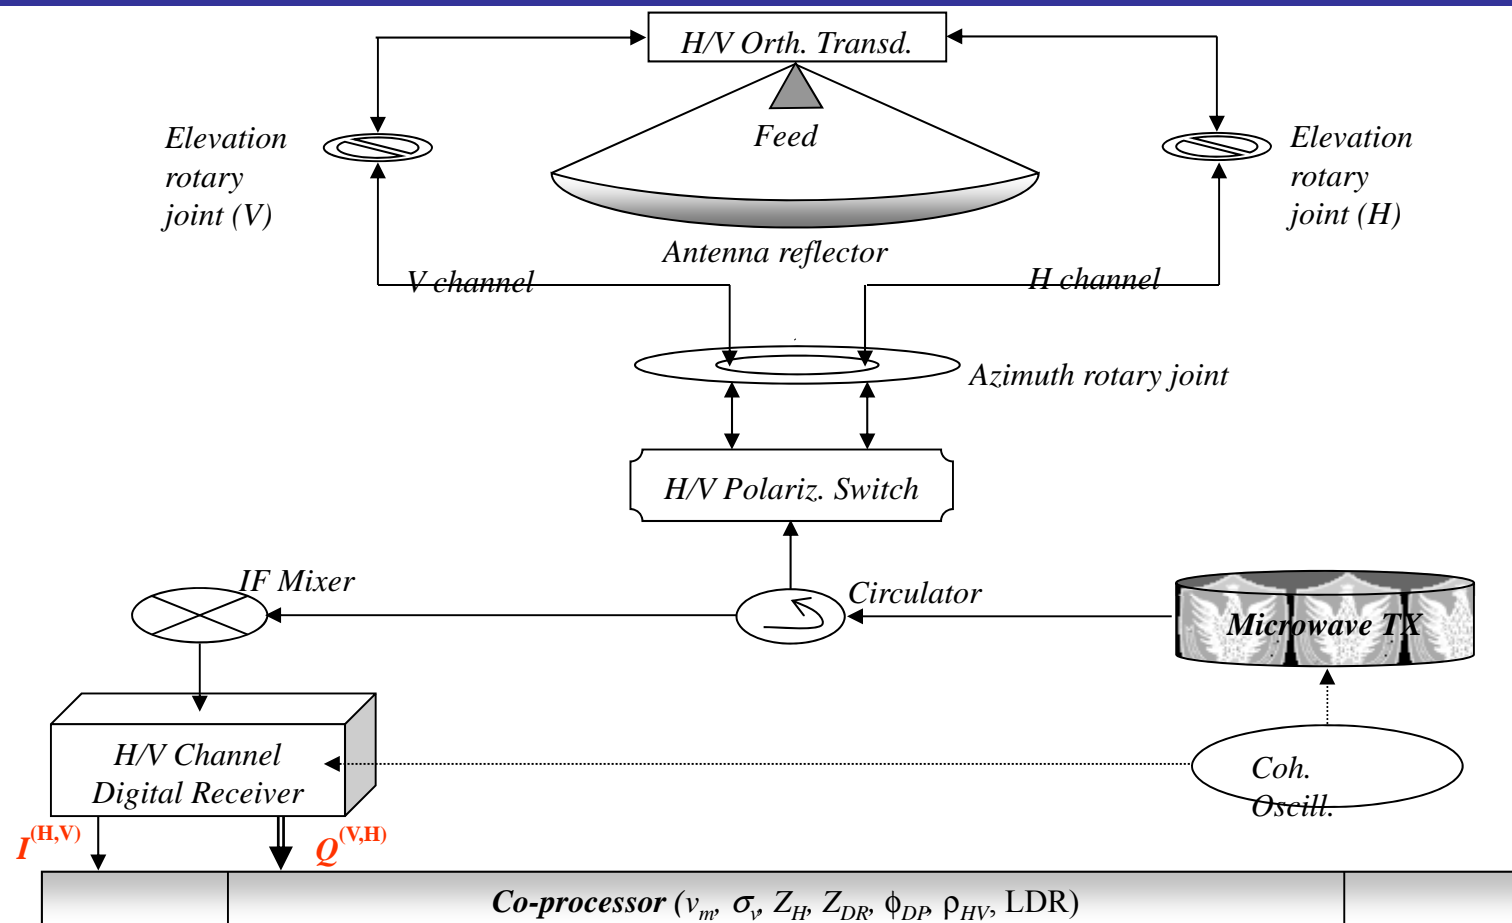 H/V Orth. Transd.
Feed
Elevation
rotary
joint (V)
Elevation
rotary
joint (H)
Antenna reflector
V channel
H channel
Azimuth rotary joint
H/V Polariz. Switch
IF Mixer
Circulator
Microwave TX
H/V Channel
Digital Receiver
Coh.
Oscill.
I(H,V)
Q(V,H)
Co-processor (vm, σv, ZH, ZDR, ϕDP, ρHV, LDR)